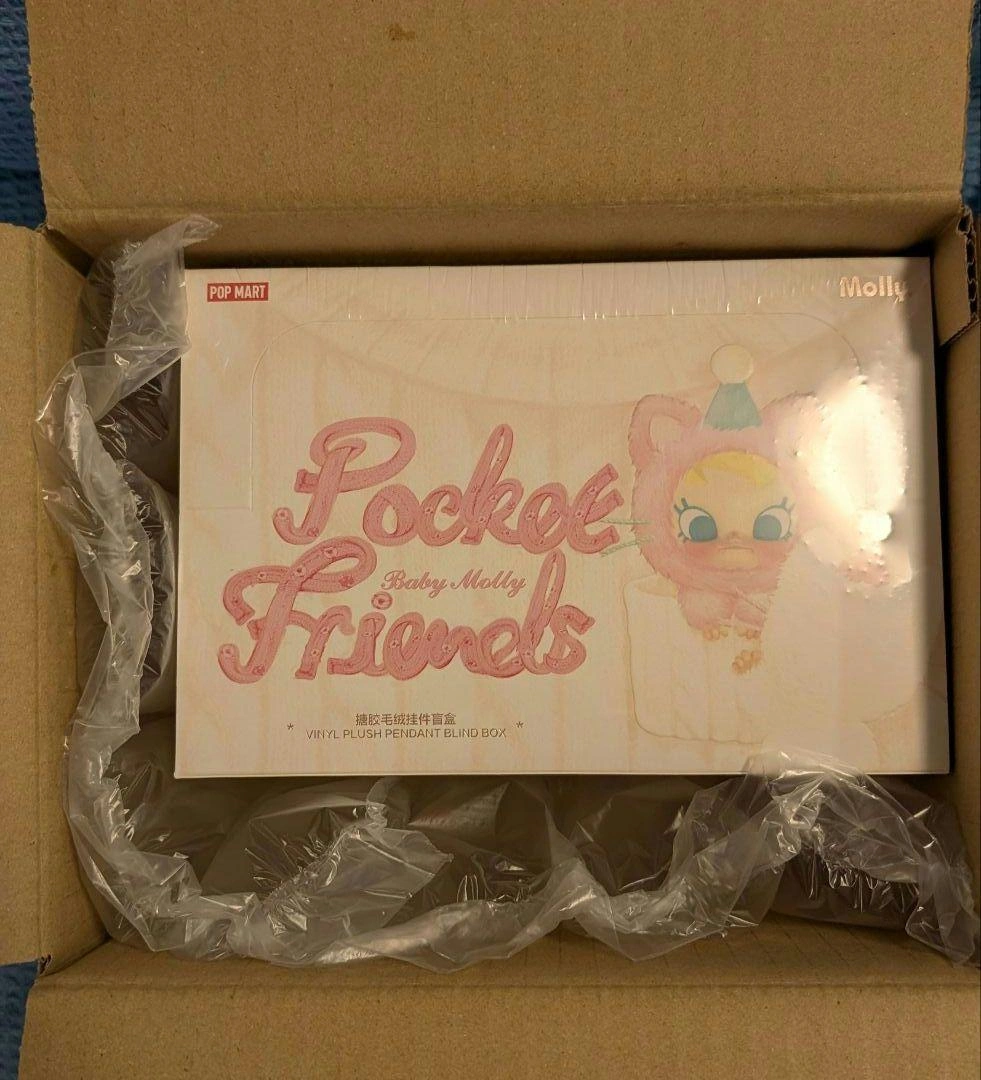 POP MART
Molly
Pocket
Baby Molly
Friends
搪胶毛绒挂件盲盒
* VINYL PLUSH PENDANT BLIND BOX *